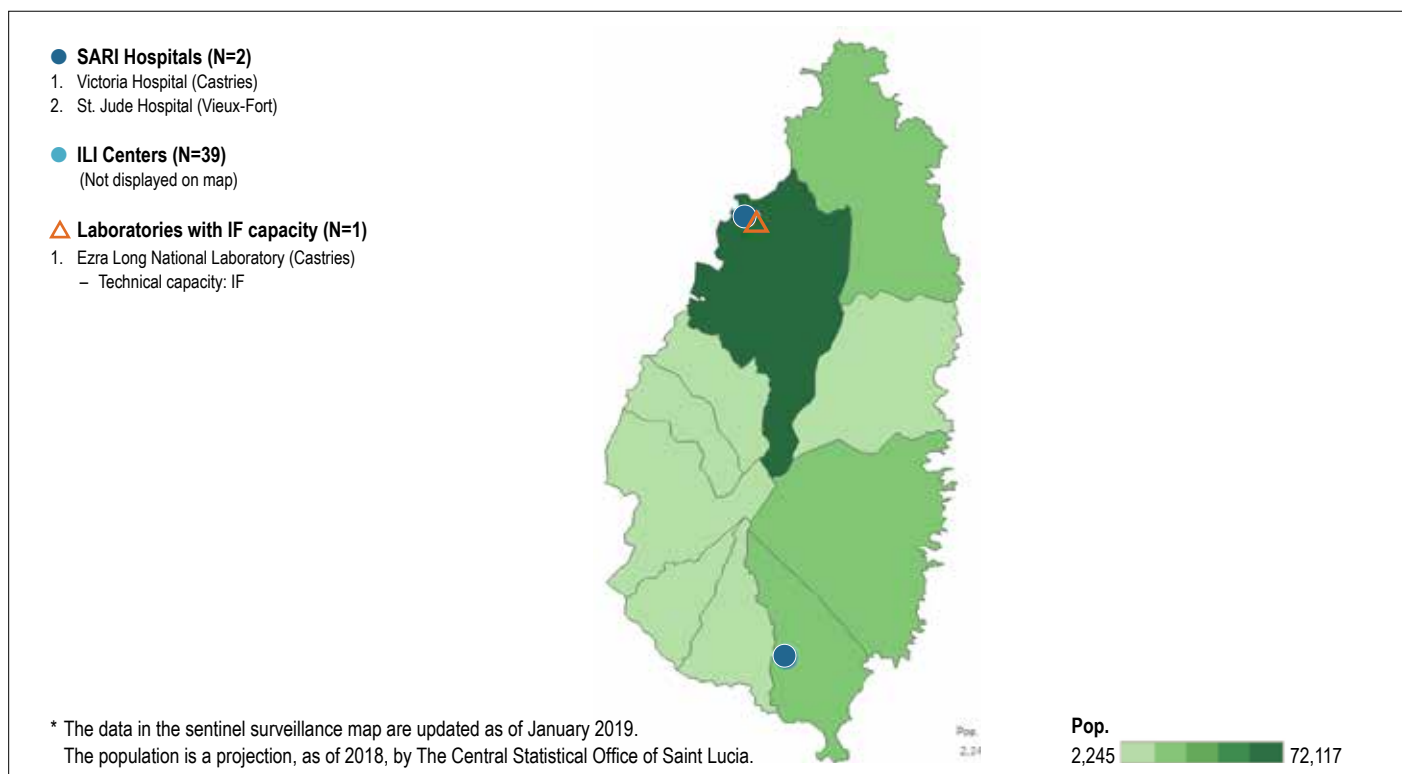 SARI Hospitals (N=2)
1. Victoria Hospital (Castries)
2. St. Jude Hospital (Vieux-Fort)
ILI Centers (N=39)
(Not displayed on map)
Laboratories with IF capacity (N=1)
1. Ezra Long National Laboratory (Castries)
– Technical capacity: IF
* The data in the sentinel surveillance map are updated as of January 2019.
The population is a projection, as of 2018, by The Central Statistical Office of Saint Lucia.
Pop.
2,24
Pop.
2,245 72,117